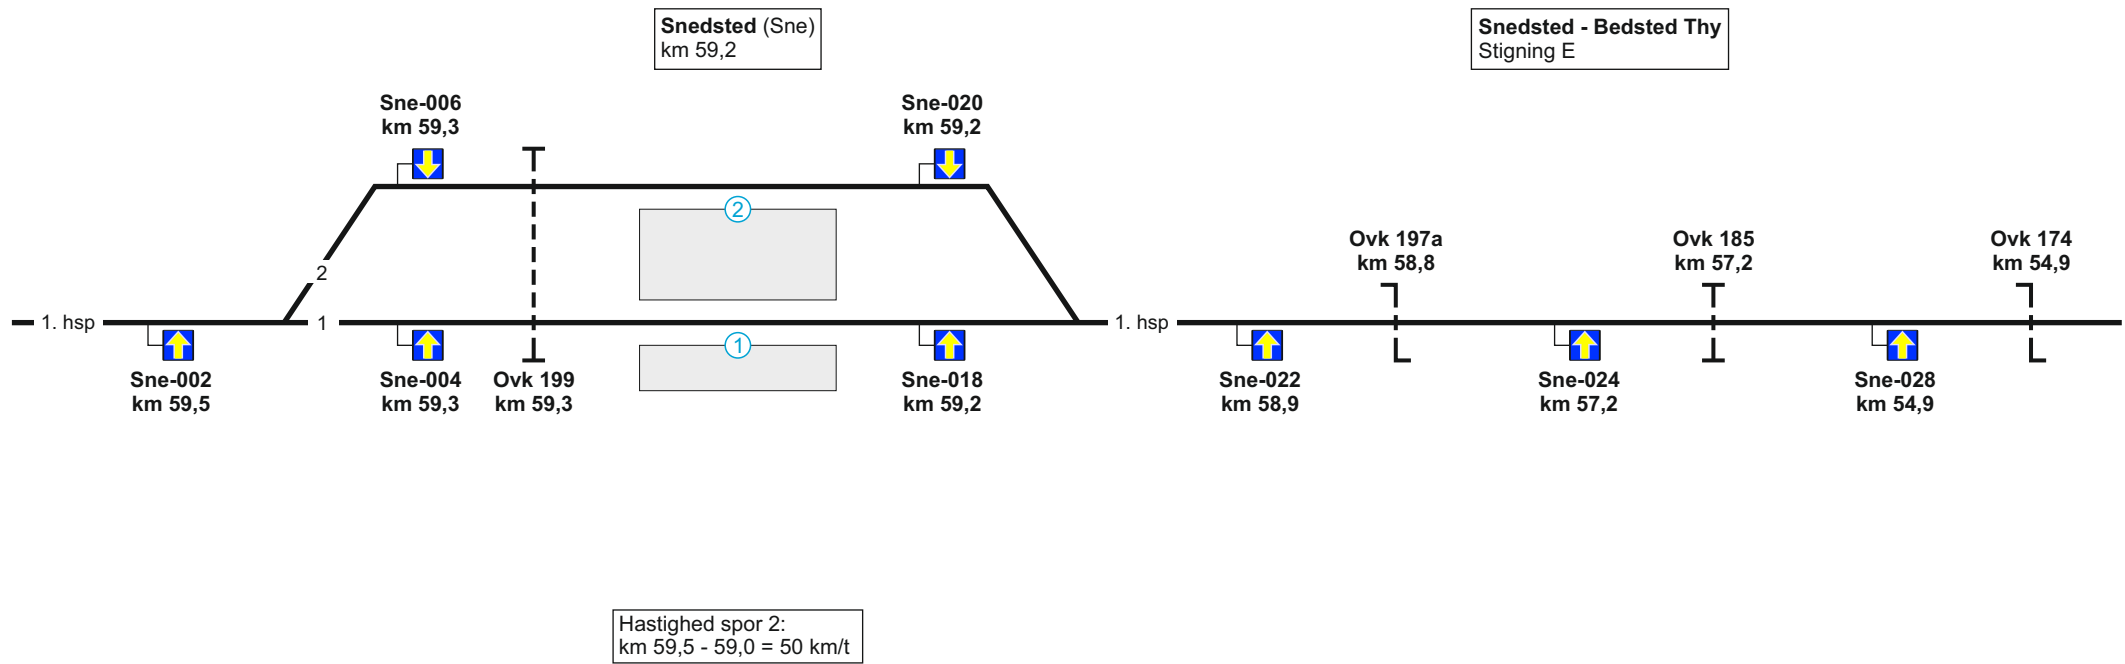 Snedsted (Sne)
km 59,2
Snedsted - Bedsted Thy
Stigning E
Sne-006
km 59,3
Sne-020
km 59,2
2
Ovk 197a
km 58,8
Ovk 185
km 57,2
Ovk 174
km 54,9
2
1. hsp
1
1. hsp
1
Sne-002
km 59,5
Sne-004
km 59,3
Ovk 199
km 59,3
Sne-018
km 59,2
Sne-022
km 58,9
Sne-024
km 57,2
Sne-028
km 54,9
Hastighed spor 2:
km 59,5 - 59,0 = 50 km/t